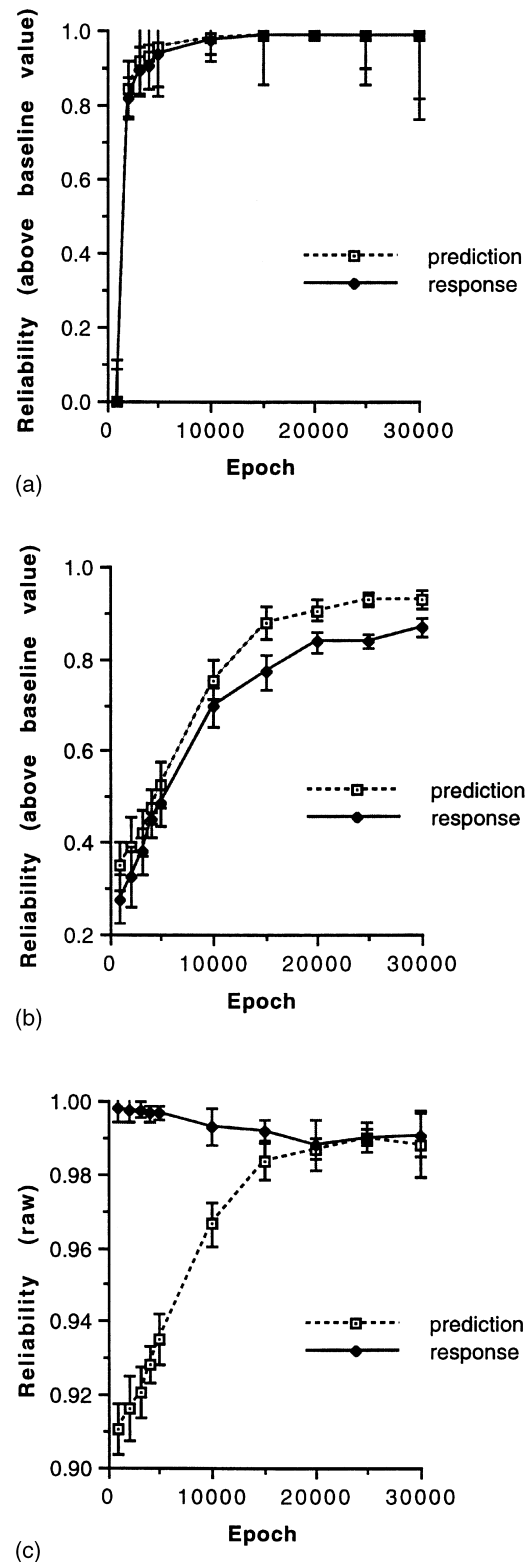 Reliability (above baseline value)
1.0
0.8
0.6
0.4
0.2
0.0
prediction
response
0 10000 20000 30000
Epoch
(a)
Reliability (above baseline value)
1.0
0.8
0.6
0.4
0.2
prediction
response
0 10000 20000 30000
Epoch
(b)
Reliability (raw)
1.00
0.98
0.96
0.94
0.92
0.90
prediction
response
0 10000 20000 30000
Epoch
(c)